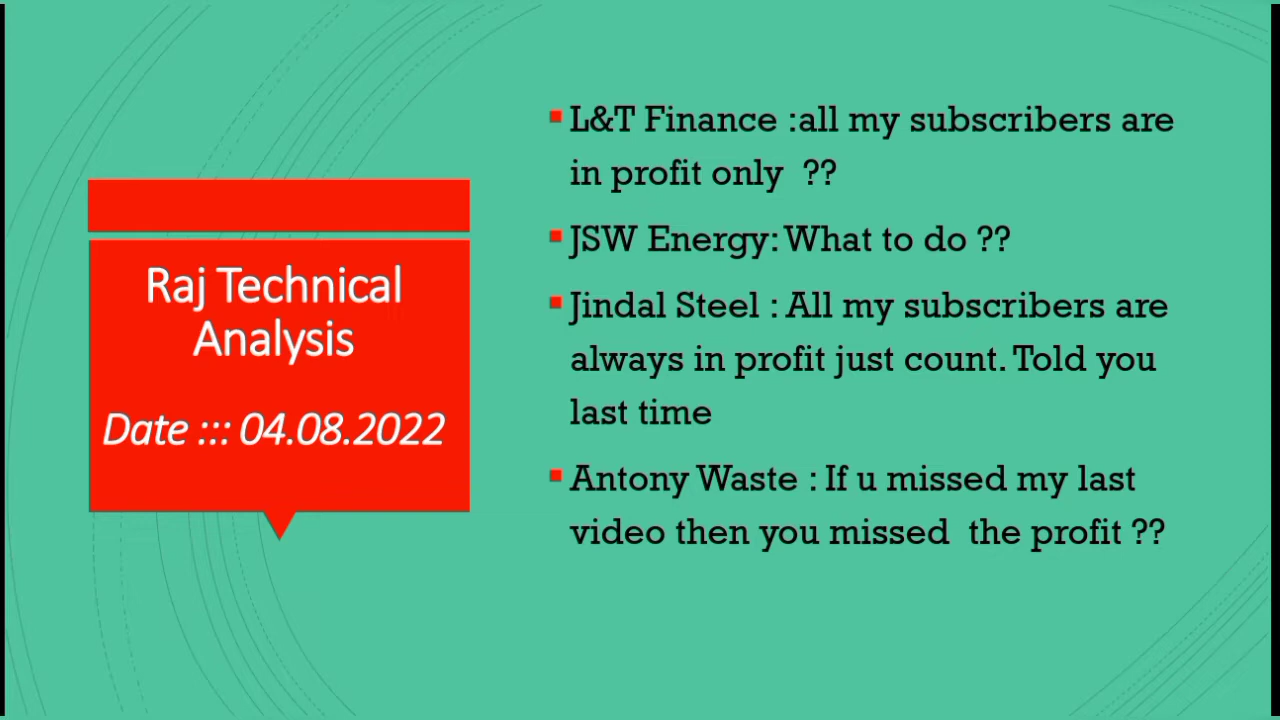 Raj Technical
Analysis
Date ::: 04.08.2022
L&T Finance :all my subscribers are
in profit only  ??
JSW Energy: What to do ??
Jindal Steel : All my subscribers are
always in profit just count. Told you
last time
Antony Waste : If u missed my last
video then you missed  the profit ??